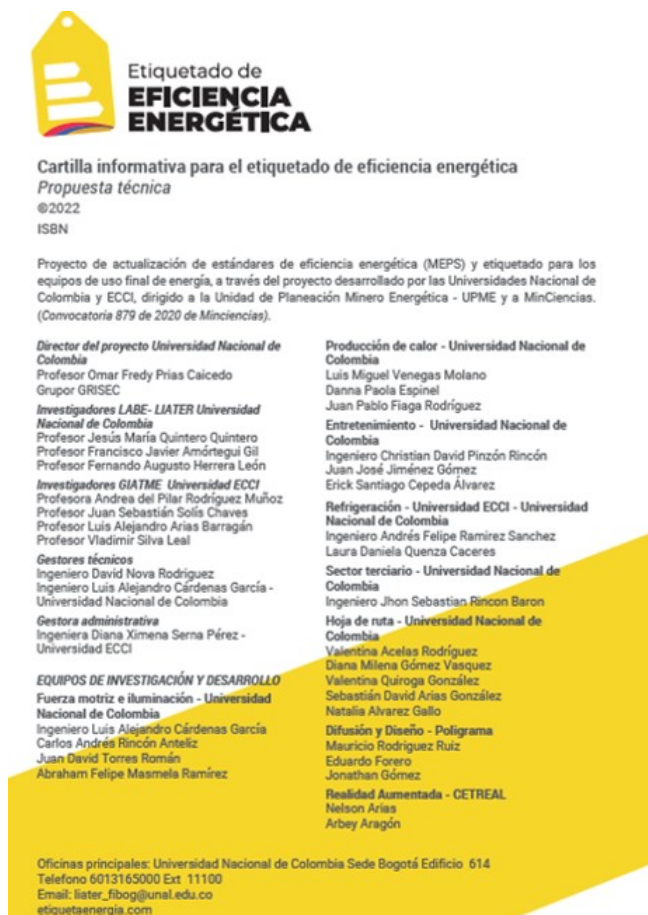 Etiquetado de
EFICIENCIA
ENERGÉTICA
Cartilla informativa para el etiquetado de eficiencia energética
Propuesta técnica
©2022
ISBN
Proyecto de actualización de estándares de eficiencia energética (MEPS) y etiquetado para los
equipos de uso final de energía, a través del proyecto desarrollado por las Universidades Nacional de
Colombia y ECCI, dirigido a la Unidad de Planeación Minero Energética - UPME y a MinCiencias.
(Convocatoria 879 de 2020 de Minciencias).
Director del proyecto Universidad Nacional de
Colombia
Profesor Omar Fredy Prias Caicedo
Grupor GRISEC
Investigadores LABE- LIATER Universidad
Nacional de Colombia
Profesor Jesús María Quintero Quintero
Profesor Francisco Javier Amórtegui Gil
Profesor Fernando Augusto Herrera León
Investigadores GIATME Universidad ECCI
Profesora Andrea del Pilar Rodríguez Muñoz
Profesor Juan Sebastián Solís Chaves
Profesor Luis Alejandro Arias Barragán
Profesor Vladimir Silva Leal
Gestores técnicos
Ingeniero David Nova Rodriguez
Ingeniero Luis Alejandro Cárdenas García -
Universidad Nacional de Colombia
Gestora administrativa
Ingeniera Diana Ximena Serna Pérez -
Universidad ECCI
EQUIPOS DE INVESTIGACIÓN Y DESARROLLO
Fuerza motriz e iluminación - Universidad
Nacional de Colombia
Ingeniero Luis Alejandro Cárdenas García
Carlos Andrés Rincón Anteliz
Juan David Torres Román
Abraham Felipe Masmela Ramírez
Producción de calor - Universidad Nacional de
Colombia
Luis Miguel Venegas Molano
Danna Paola Espinel
Juan Pablo Fiaga Rodríguez
Entretenimiento - Universidad Nacional de
Colombia
Ingeniero Christian David Pinzón Rincón
Juan José Jiménez Gómez
Erick Santiago Cepeda Álvarez
Refrigeración - Universidad ECCI - Universidad
Nacional de Colombia
Ingeniero Andrés Felipe Ramirez Sanchez
Laura Daniela Quenza Caceres
Sector terciario - Universidad Nacional de
Colombia
Ingeniero Jhon Sebastian Rincon Baron
Hoja de ruta - Universidad Nacional de
Colombia
Valentina Acelas Rodríguez
Diana Milena Gómez Vasquez
Valentina Quiroga González
Sebastián David Arias González
Natalia Alvarez Gallo
Difusión y Diseño - Poligrama
Mauricio Rodriguez Ruiz
Eduardo Forero
Jonathan Gómez
Realidad Aumentada - CETREAL
Nelson Arias
Arbey Aragón
Oficinas principales: Universidad Nacional de Colombia Sede Bogotá Edificio 614
Telefono 6013165000 Ext 11100
Email: liater_fibog@unal.edu.co
etiquetaenergia.com